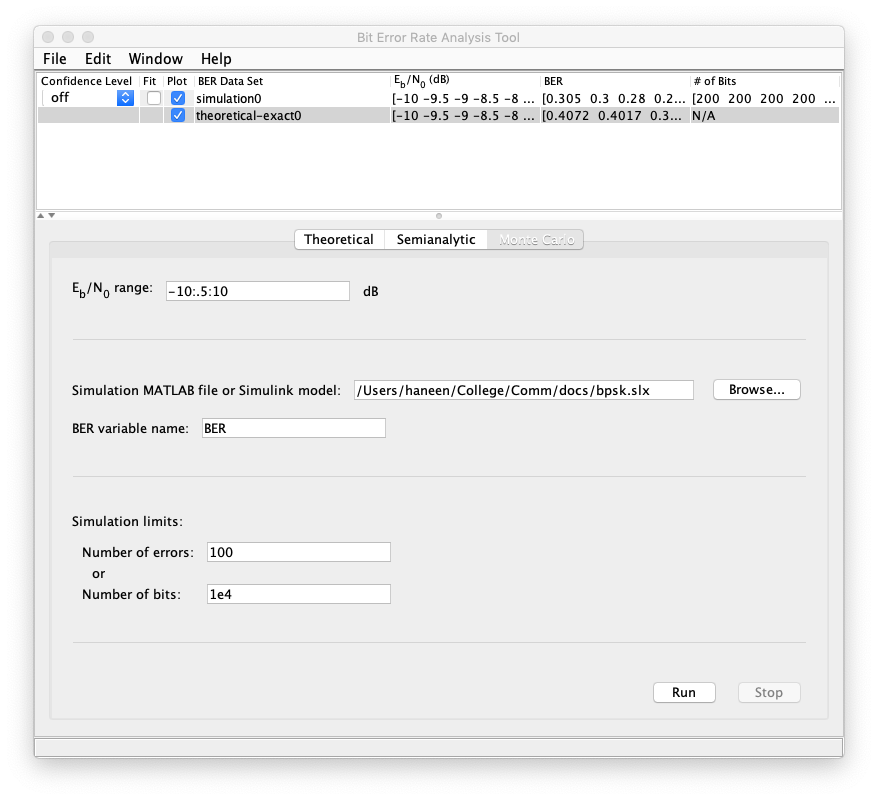 Bit Error Rate Analysis Tool
File Edit Window Help
Confidence Level Fit Plot BER Data Set Eb/N0 (dB) BER # of Bits
off simulation0 [-10 -9.5 -9 -8.5 -8 ... [0.305 0.3 0.28 0.2... [200 200 200 200 ...
theoretical-exact0 [-10 -9.5 -9 -8.5 -8 ... [0.4072 0.4017 0.3... N/A
Theoretical Semianalytic Monte Carlo
Eb/N0 range: -10:.5:10 dB
Simulation MATLAB file or Simulink model: /Users/haneen/College/Comm/docs/bpsk.slx Browse...
BER variable name: BER
Simulation limits:
Number of errors: 100
or
Number of bits: 1e4
Run Stop